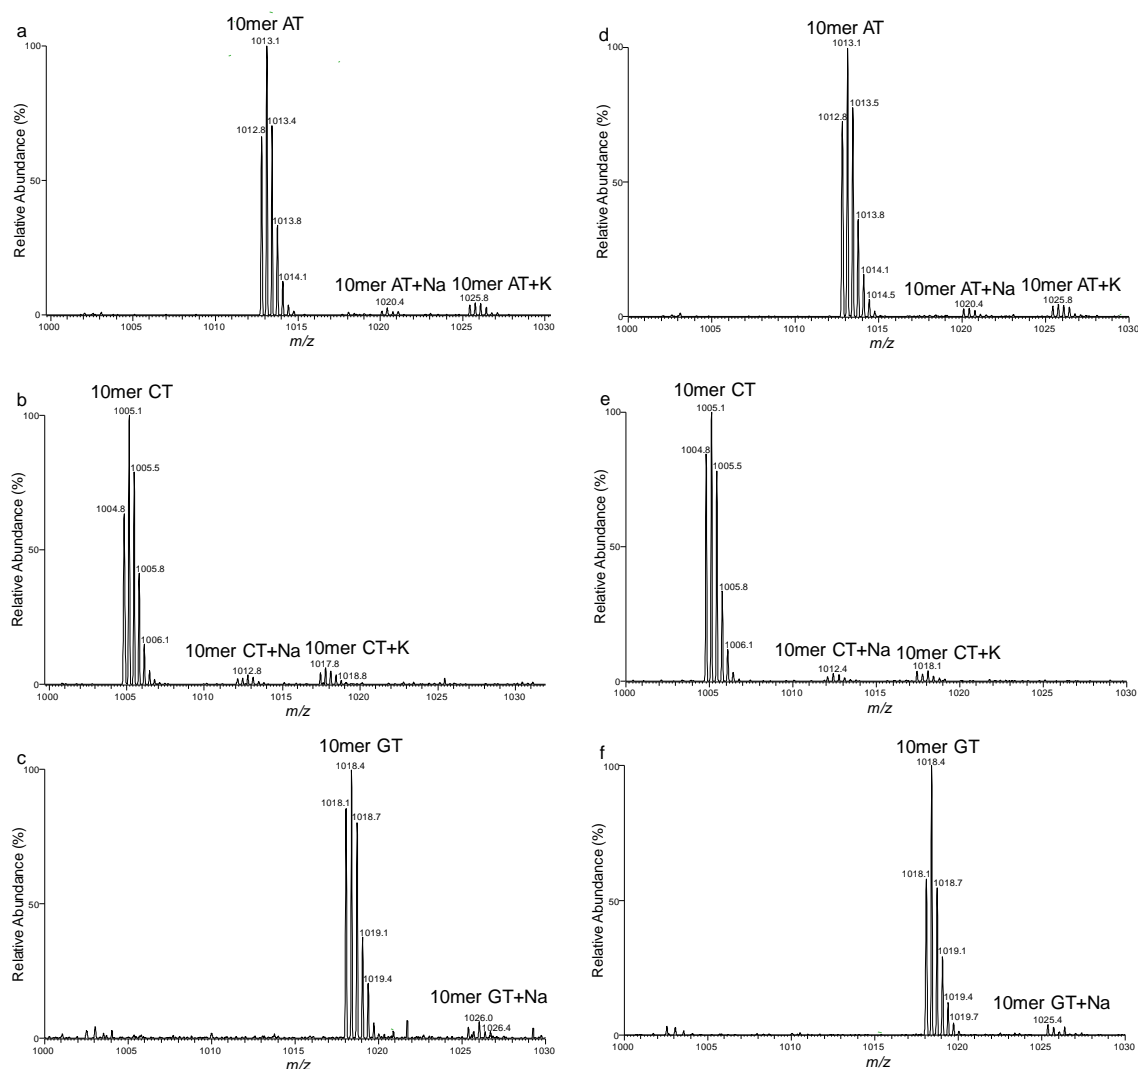 a
10mer AT
1013.1
100
1012.8
1013.4
50
1013.8
1014.1
10mer AT+Na
1020.4
10mer AT+K
1025.8
0
1000 1005 1010 1015 1020 1025 1030
m/z
Relative Abundance (%)
d
10mer AT
1013.1
100
1012.8
1013.5
50
1013.8
1014.1
1014.5
10mer AT+Na
1020.4
10mer AT+K
1025.8
0
1000 1005 1010 1015 1020 1025 1030
m/z
Relative Abundance (%)
b
10mer CT
1005.1
100
1005.5
1004.8
50
1005.8
1006.1
10mer CT+Na
1012.8
10mer CT+K
1017.8
1018.8
0
1000 1005 1010 1015 1020 1025 1030
m/z
Relative Abundance (%)
e
10mer CT
1005.1
100
1004.8
1005.5
50
1005.8
1006.1
10mer CT+Na
1012.4
10mer CT+K
1018.1
0
1000 1005 1010 1015 1020 1025 1030
m/z
Relative Abundance (%)
c
10mer GT
1018.4
100
1018.1
1018.7
50
1019.1
1019.4
10mer GT+Na
1026.0
1026.4
0
1000 1005 1010 1015 1020 1025 1030
m/z
Relative Abundance (%)
f
10mer GT
1018.4
100
1018.1
1018.7
50
1019.1
1019.4
1019.7
10mer GT+Na
1025.4
0
1000 1005 1010 1015 1020 1025 1030
m/z
Relative Abundance (%)